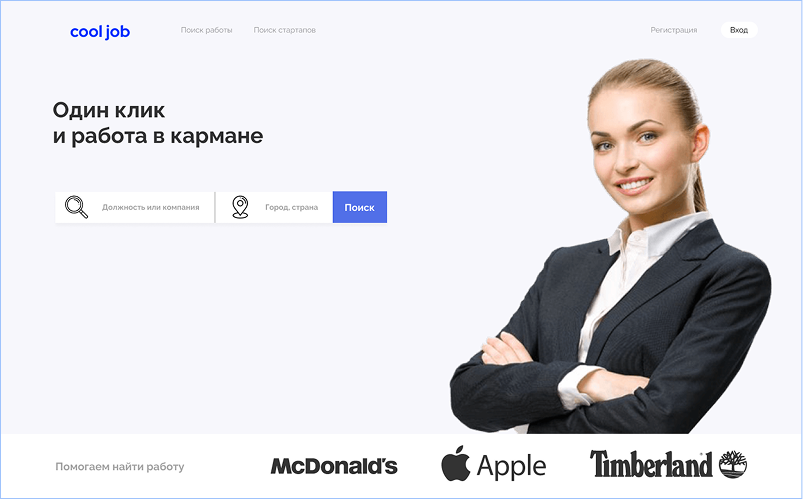 cool job
Поиск работы
Поиск стартапов
Регистрация
Вход
Один клик
и работа в кармане
Должность или компания
Город, страна
Поиск
Помогаем найти работу
McDonald's
Apple
Timberland